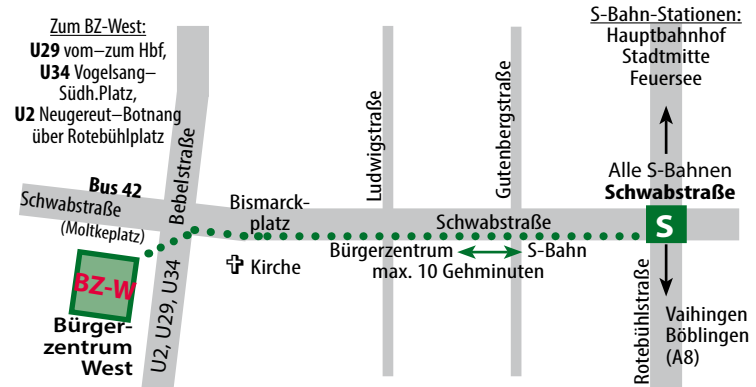 Zum BZ-West:
U29 vom–zum Hbf,
U34 Vogelsang–
Südh.Platz,
U2 Neugereut–Botnang
über Rotebühlplatz
S-Bahn-Stationen:
Hauptbahnhof
Stadtmitte
Feuersee
Ludwigstraße
Gutenbergstraße
Bebelstraße
Alle S-Bahnen
Schwabstraße
S
Bus 42
Schwabstraße
(Moltkeplatz)
Bismarck-
platz
Schwabstraße
Bürgerzentrum
S-Bahn
max. 10 Gehminuten
Kirche
BZ-W
Bürger-
zentrum
West
U2, U29, U34
Rotebühlstraße
Vaihingen
Böblingen
(A8)